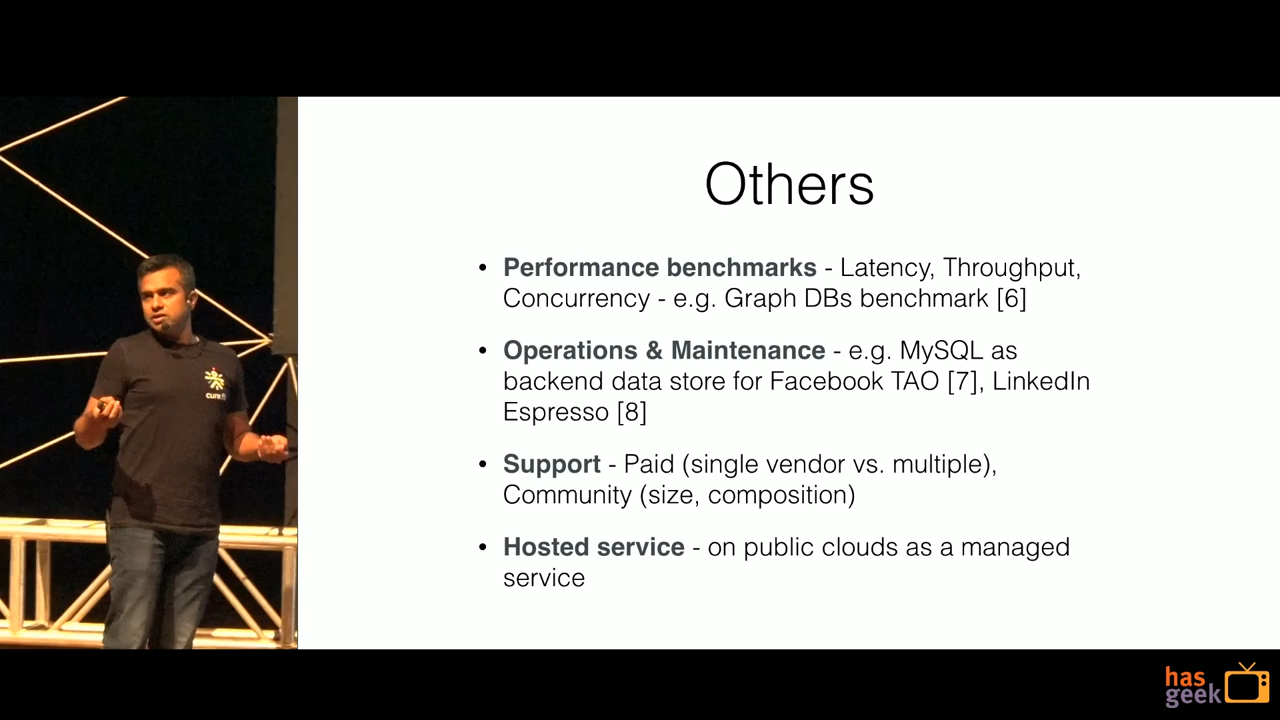 Others
• Performance benchmarks - Latency, Throughput,
Concurrency - e.g. Graph DBs benchmark [6]
• Operations & Maintenance - e.g. MySQL as
backend data store for Facebook TAO [7], LinkedIn
Espresso [8]
• Support - Paid (single vendor vs. multiple),
Community (size, composition)
• Hosted service - on public clouds as a managed
service
cure.fit
has
geek